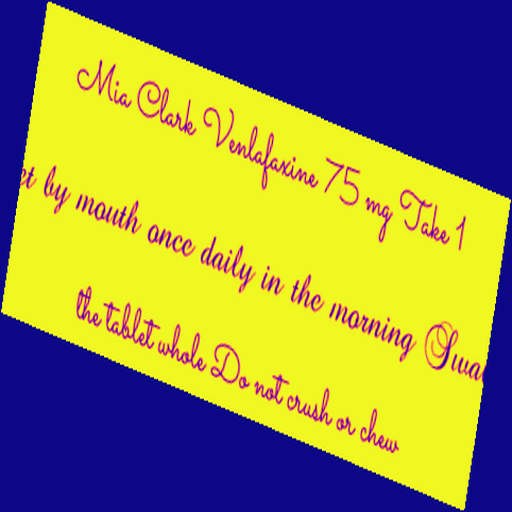 Mia Clark Venlafaxine 75 mg Take 1
by mouth once daily in the morning
the tablet whole Do not crush or chew